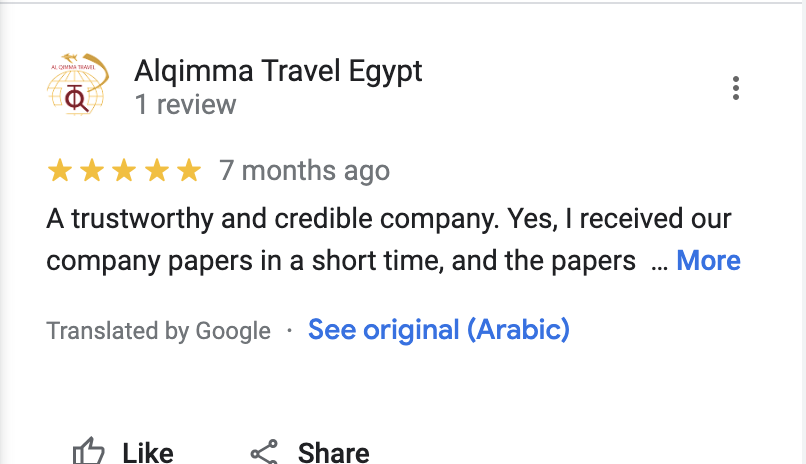 AL QIMMA TRAVEL
Alqimma Travel Egypt
1 review
7 months ago
A trustworthy and credible company. Yes, I received our
company papers in a short time, and the papers ... More
Translated by Google · See original (Arabic)
Like Share